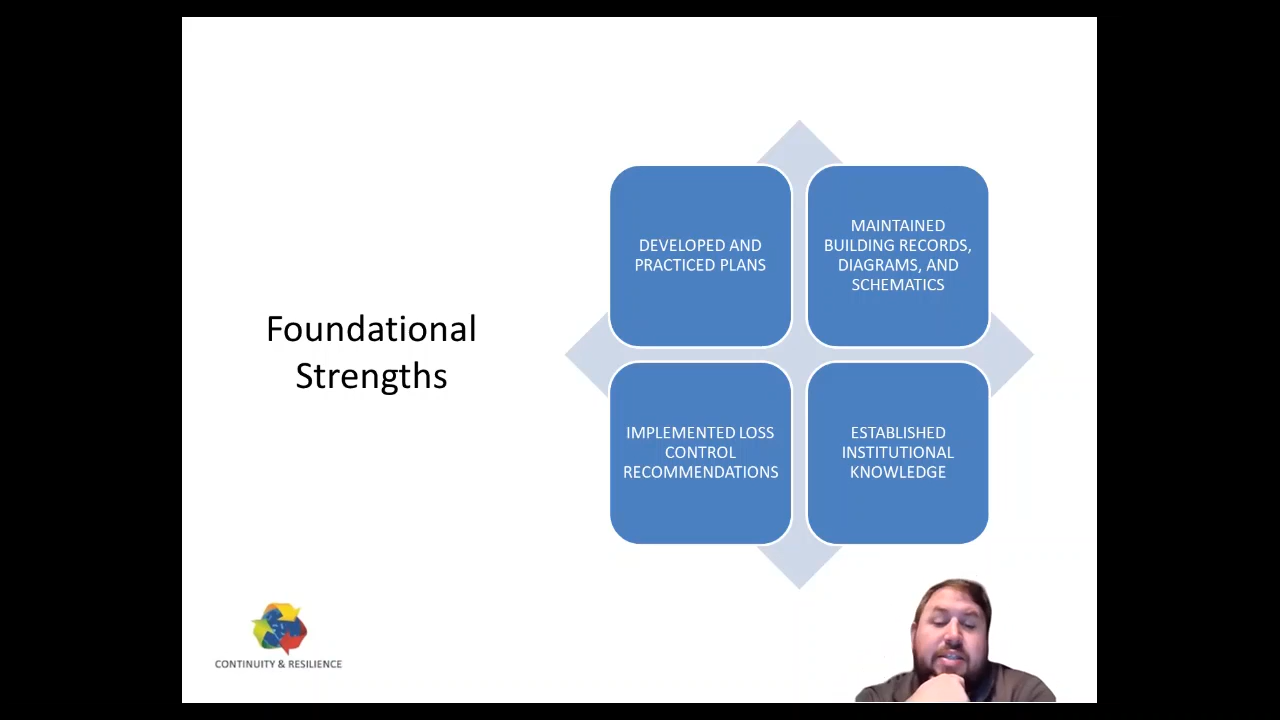 Foundational
Strengths
DEVELOPED AND
PRACTICED PLANS
MAINTAINED
BUILDING RECORDS,
DIAGRAMS, AND
SCHEMATICS
IMPLEMENTED LOSS
CONTROL
RECOMMENDATIONS
ESTABLISHED
INSTITUTIONAL
KNOWLEDGE
CONTINUITY & RESILIENCE